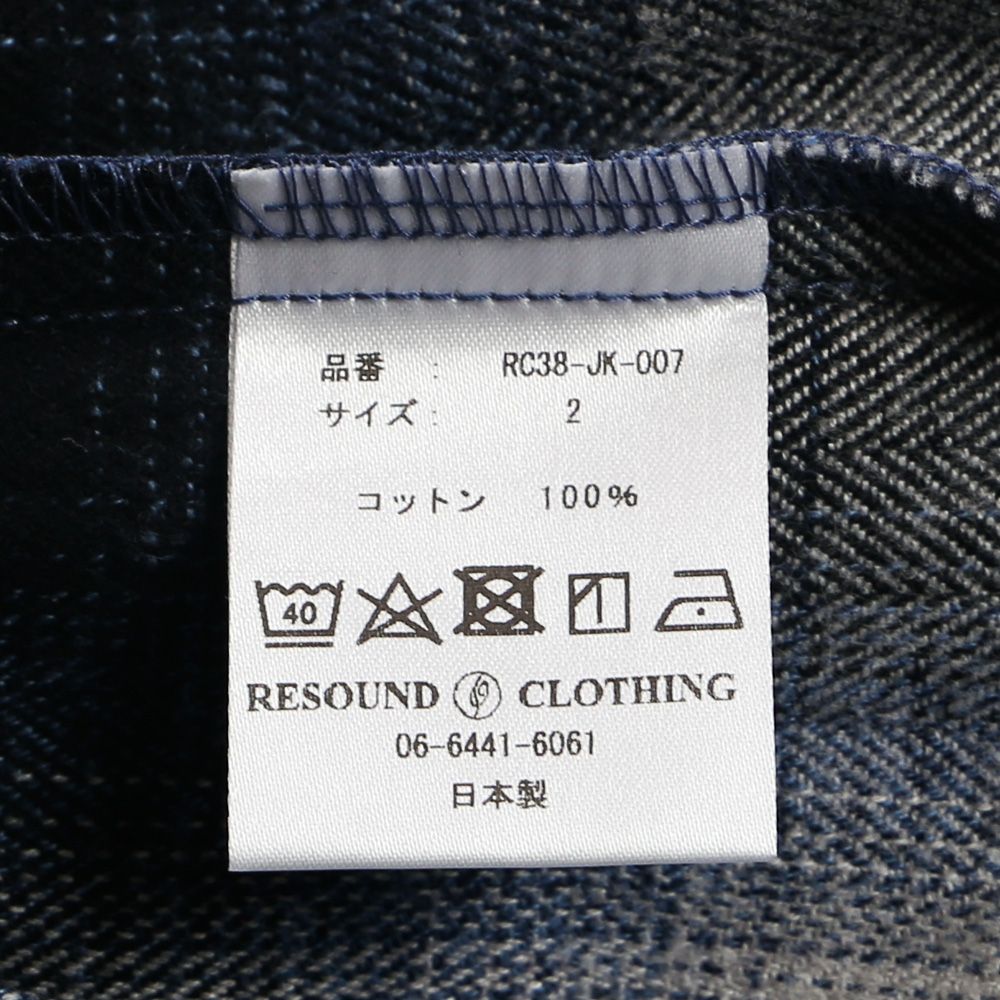 品番 : RC38-JK-007
サイズ: 2
コットン 100%
40
RESOUND CLOTHING
06-6441-6061
日本製